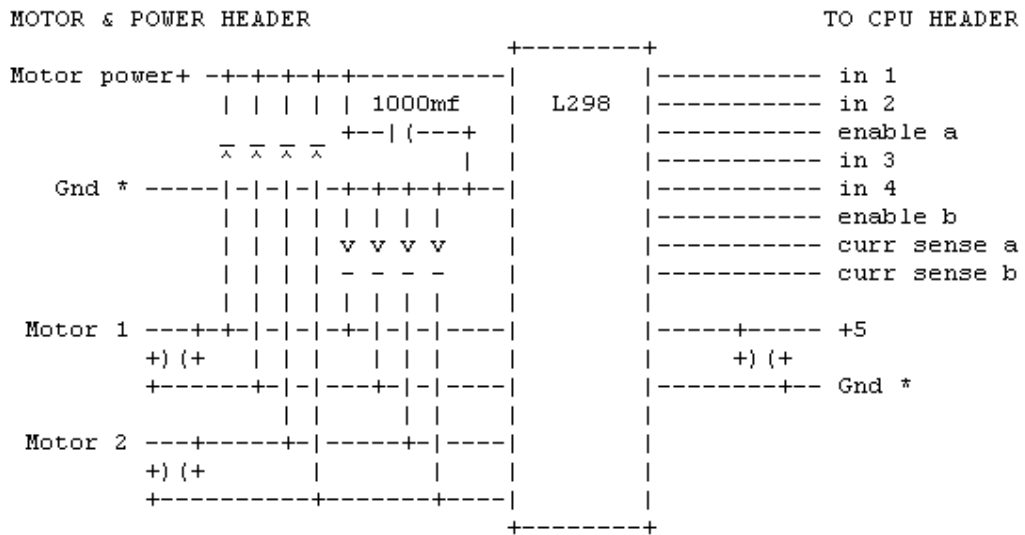 MOTOR & POWER HEADER TO CPU HEADER
Motor power+ in 1
1000mf L298 in 2
enable a
in 3
Gnd * in 4
enable b
curr sense a
curr sense b
Motor 1 +5
Gnd *
Motor 2